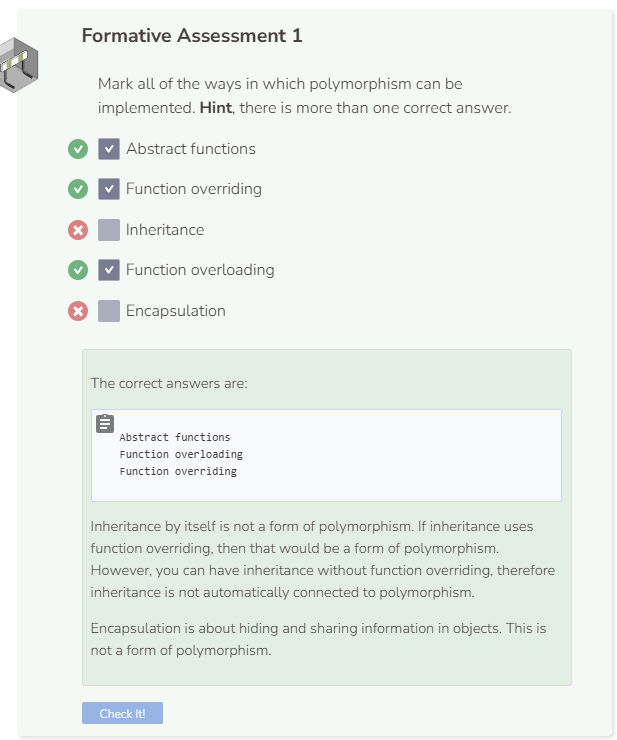 Formative Assessment 1
Mark all of the ways in which polymorphism can be
implemented. Hint, there is more than one correct answer.
Abstract functions
Function overriding
Inheritance
Function overloading
Encapsulation
The correct answers are:
Abstract functions
Function overloading
Function overriding
Inheritance by itself is not a form of polymorphism. If inheritance uses
function overriding, then that would be a form of polymorphism.
However, you can have inheritance without function overriding, therefore
inheritance is not automatically connected to polymorphism.
Encapsulation is about hiding and sharing information in objects. This is
not a form of polymorphism.
Check It!